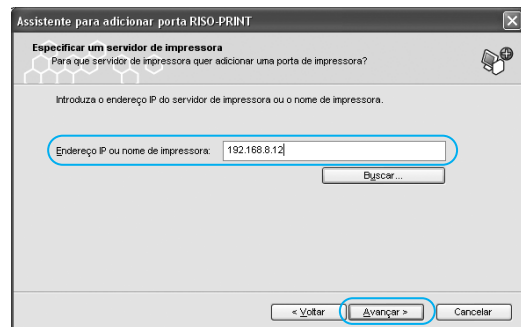 Assistente para adicionar porta RISO-PRINT
Especificar um servidor de impressora
Para que servidor de impressora quer adicionar uma porta de impressora?
Introduza o endereço IP do servidor de impressora ou o nome de impressora.
Endereço IP ou nome de impressora: 192.168.8.12
Buscar...
< Voltar Avançar > Cancelar